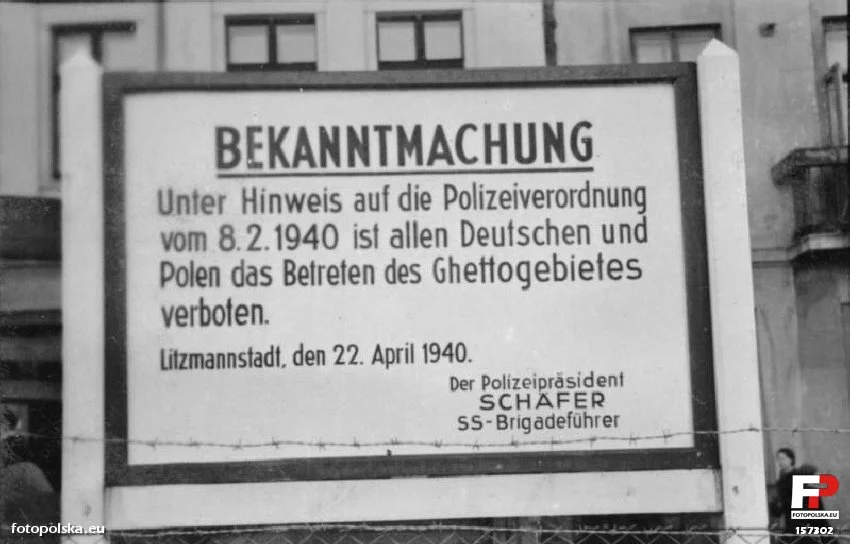 BEKANNTMACHUNG
Unter Hinweis auf die Polizeiverordnung
vom 8.2.1940 ist allen Deutschen und
Polen das Betreten des Ghettogebietes
verboten.
Litzmannstadt, den 22. April 1940.
Der Polizeipräsident
SCHÄFER
SS-Brigadeführer
fotopolska.eu
FP
FOTOPOLSKA.EU
157302